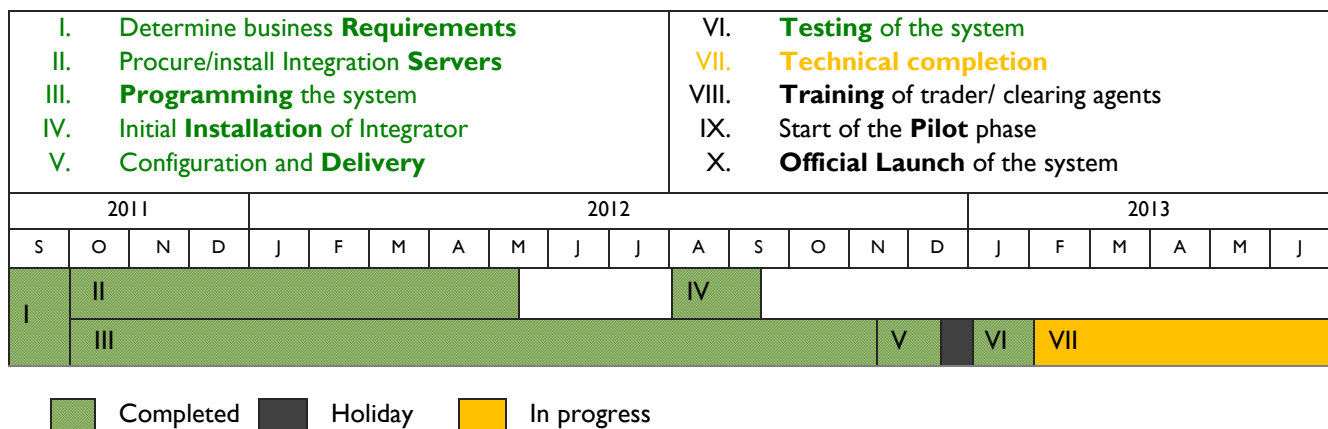 I. Determine business Requirements
II. Procure/install Integration Servers
III. Programming the system
IV. Initial Installation of Integrator
V. Configuration and Delivery
VI. Testing of the system
VII. Technical completion
VIII. Training of trader/ clearing agents
IX. Start of the Pilot phase
X. Official Launch of the system
2011 2012 2013
S O N D J F M A M J J A S O N D J F M A M J
I
II IV
III V VI VII
Completed Holiday In progress